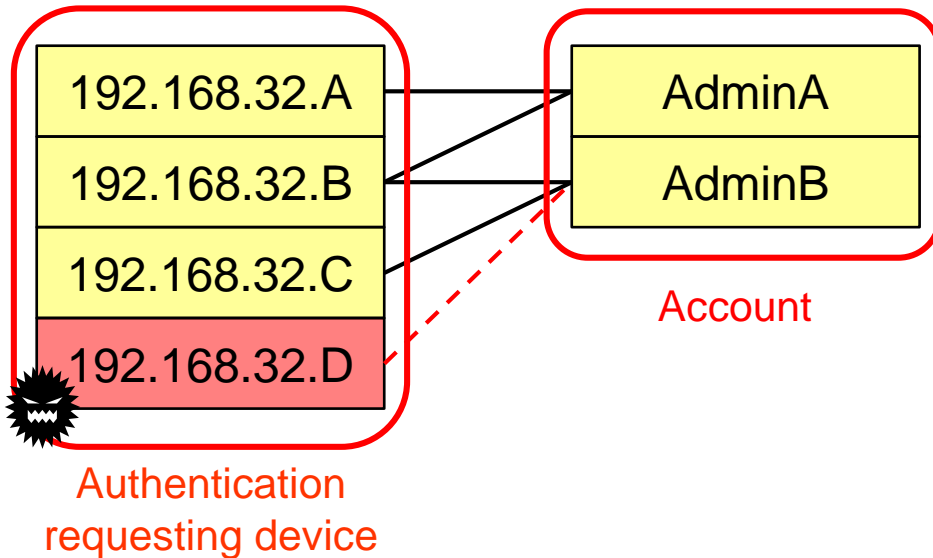 192.168.32.A
AdminA
192.168.32.B
AdminB
192.168.32.C
192.168.32.D
Account
Authentication
requesting device